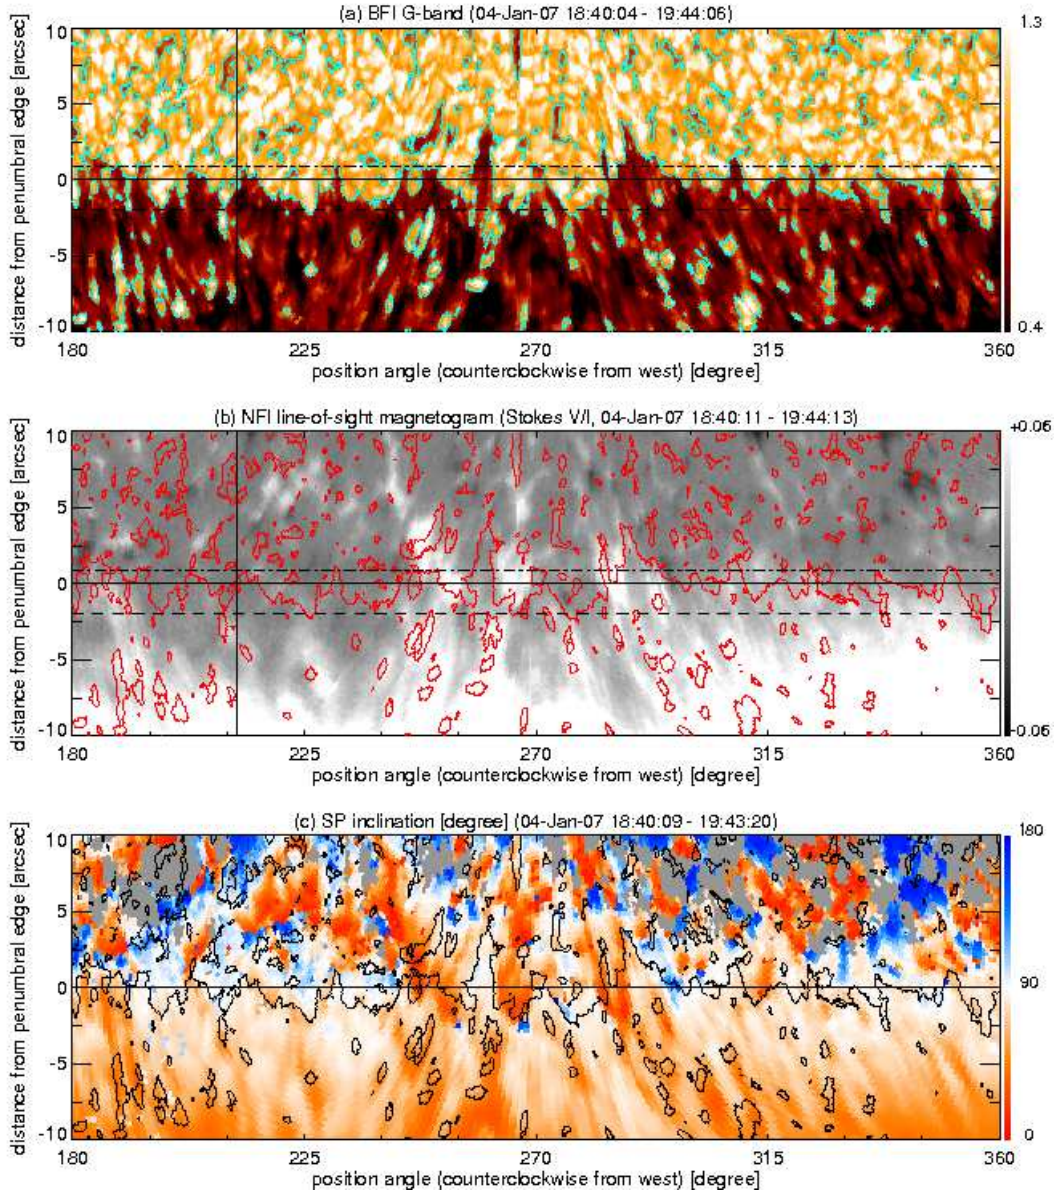 (a) BFI G-band (04-Jan-07 18:40:04 - 19:44:06)
1.3
10
5
0
-5
-10
distance from penumbral edge [arcsec]
0.4
180 225 270 315 360
position angle (counterclockwise from west) [degree]
(b) NFI line-of-sight magnetogram (Stokes V/I, 04-Jan-07 18:40:11 - 19:44:13)
+0.06
10
5
0
-5
-10
distance from penumbral edge [arcsec]
-0.06
180 225 270 315 360
position angle (counterclockwise from west) [degree]
(c) SP inclination [degree] (04-Jan-07 18:40:09 - 19:43:20)
180
10
5
0
-5
-10
distance from penumbral edge [arcsec]
90
0
180 225 270 315 360
position angle (counterclockwise from west) [degree]